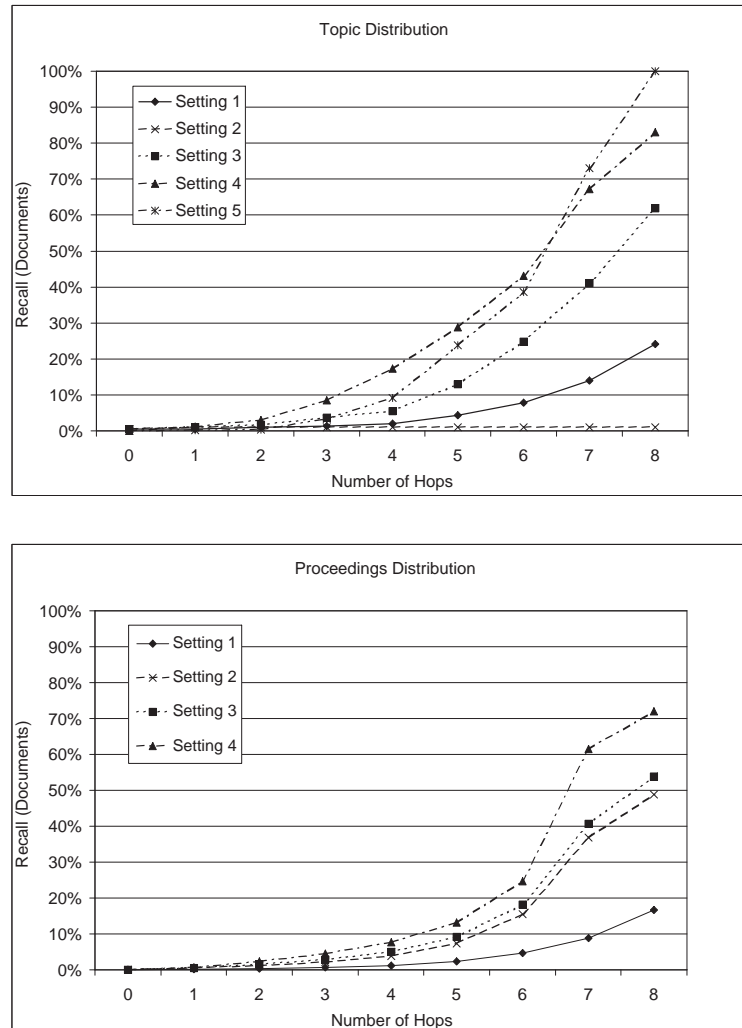 Topic Distribution
100%
90%
80%
70%
60%
50%
40%
30%
20%
10%
0%
Recall (Documents)
Setting 1
Setting 2
Setting 3
Setting 4
Setting 5
0 1 2 3 4 5 6 7 8
Number of Hops
Proceedings Distribution
100%
90%
80%
70%
60%
50%
40%
30%
20%
10%
0%
Recall (Documents)
Setting 1
Setting 2
Setting 3
Setting 4
0 1 2 3 4 5 6 7 8
Number of Hops